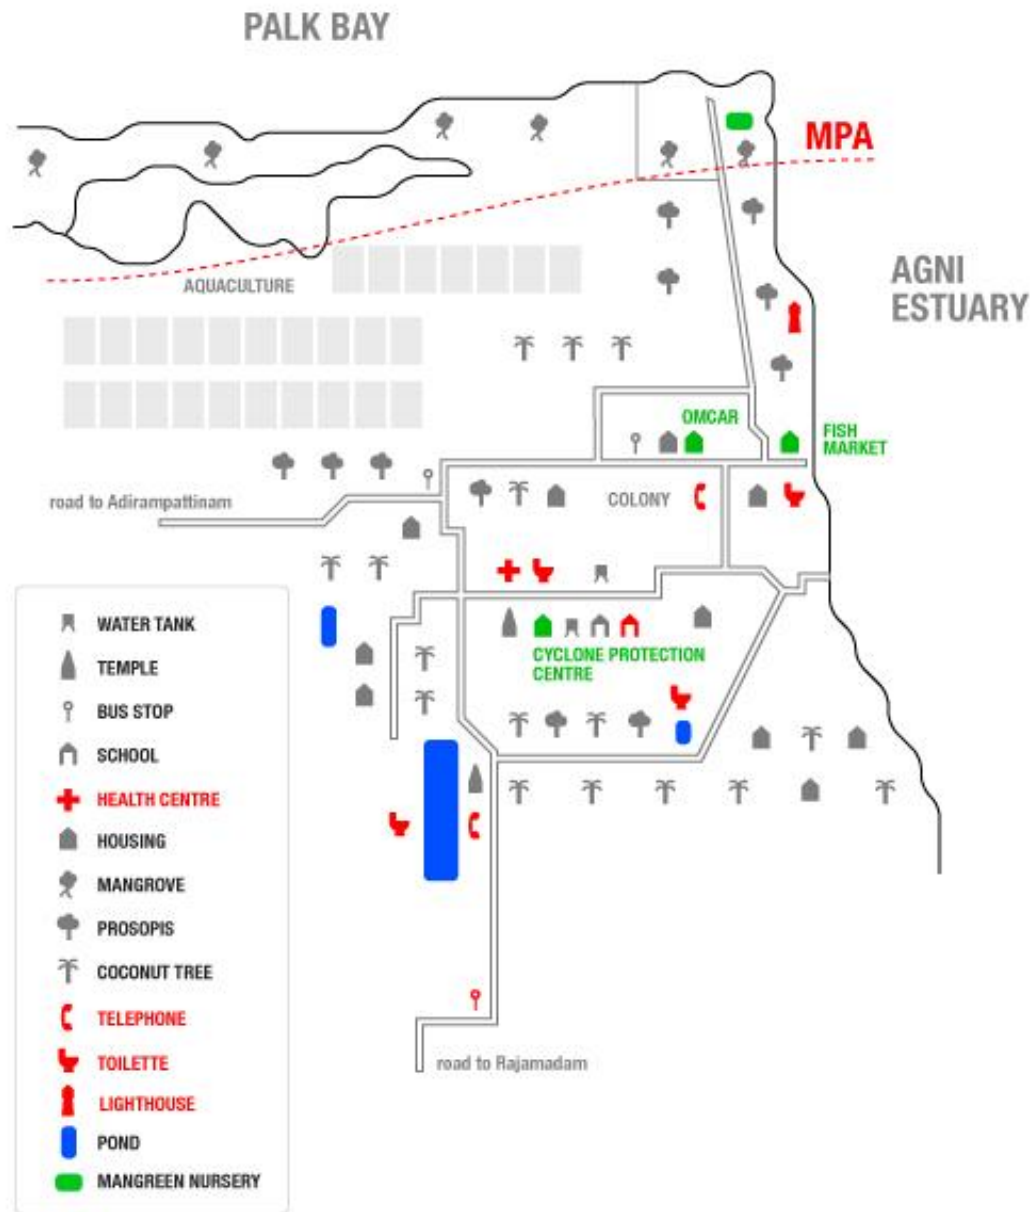 PALK BAY
MPA
AGNI
ESTUARY
AQUACULTURE
OMCAR
FISH
MARKET
road to Adirampattinam
COLONY
CYCLONE PROTECTION
CENTRE
WATER TANK
TEMPLE
BUS STOP
SCHOOL
HEALTH CENTRE
HOUSING
MANGROVE
PROSOPIS
COCONUT TREE
TELEPHONE
TOILETTE
LIGHTHOUSE
POND
MANGREEN NURSERY
road to Rajamadam